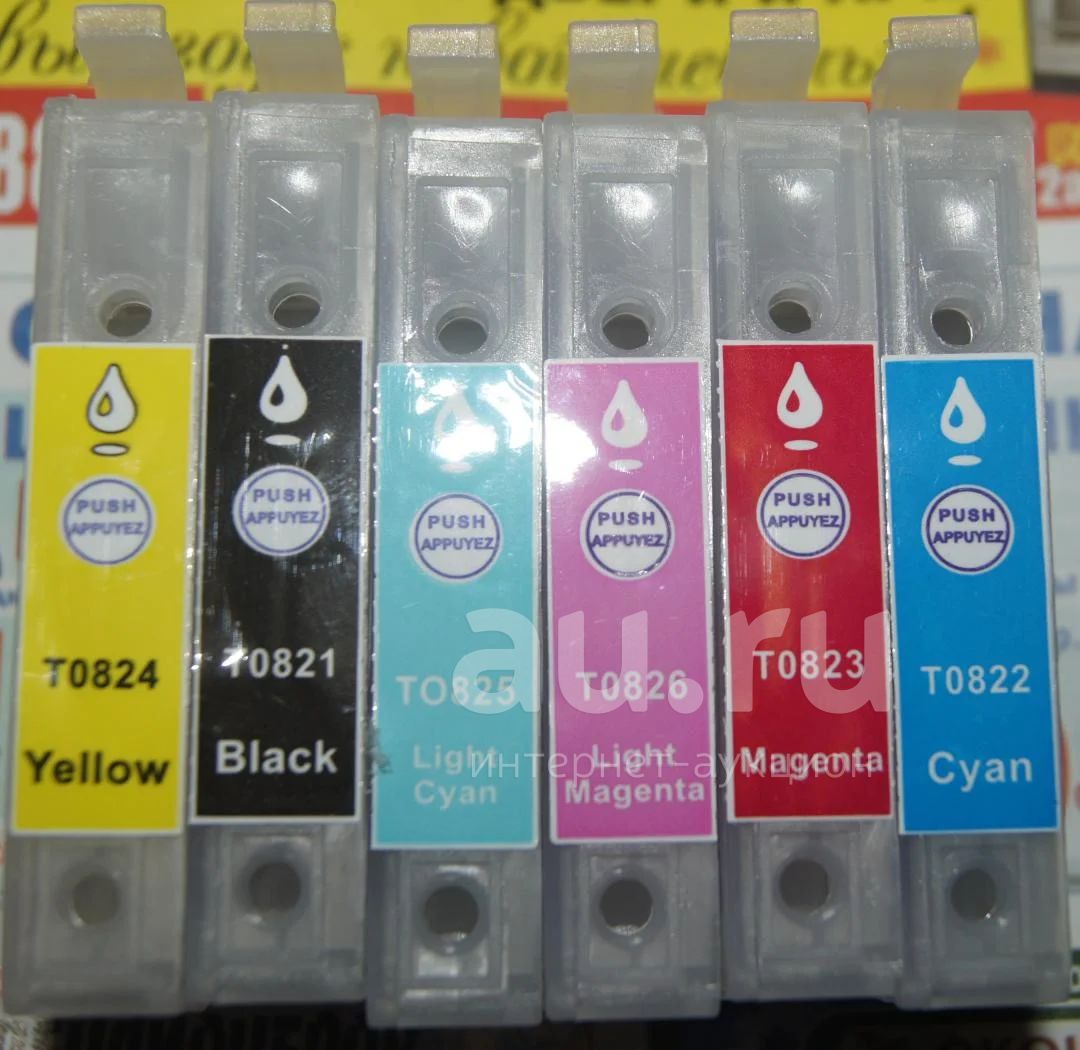 PUSH
APPUYEZ
T0824
Yellow
PUSH
APPUYEZ
T0821
Black
PUSH
APPUYEZ
TO825
Light
Cyan
PUSH
APPUYEZ
T0826
Light
Magenta
PUSH
APPUYEZ
T0823
Magenta
PUSH
APPUYEZ
T0822
Cyan
au.ru
интернет-аукцион